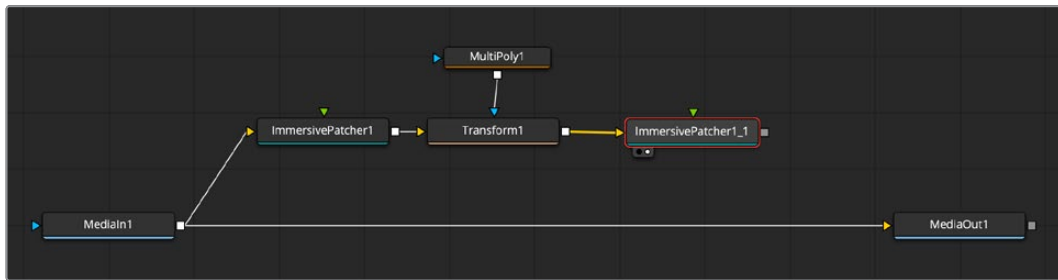 MultiPoly1
ImmersivePatcher1
Transform1
ImmersivePatcher1_1
MediaIn1
MediaOut1